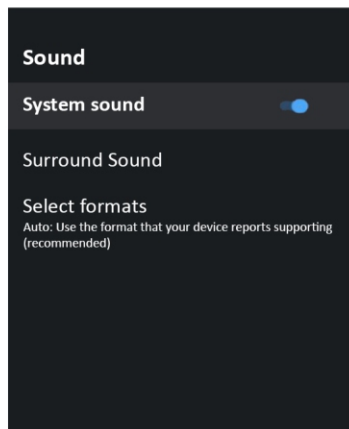 Sound
System sound
Surround Sound
Select formats
Auto: Use the format that your device reports supporting
(recommended)